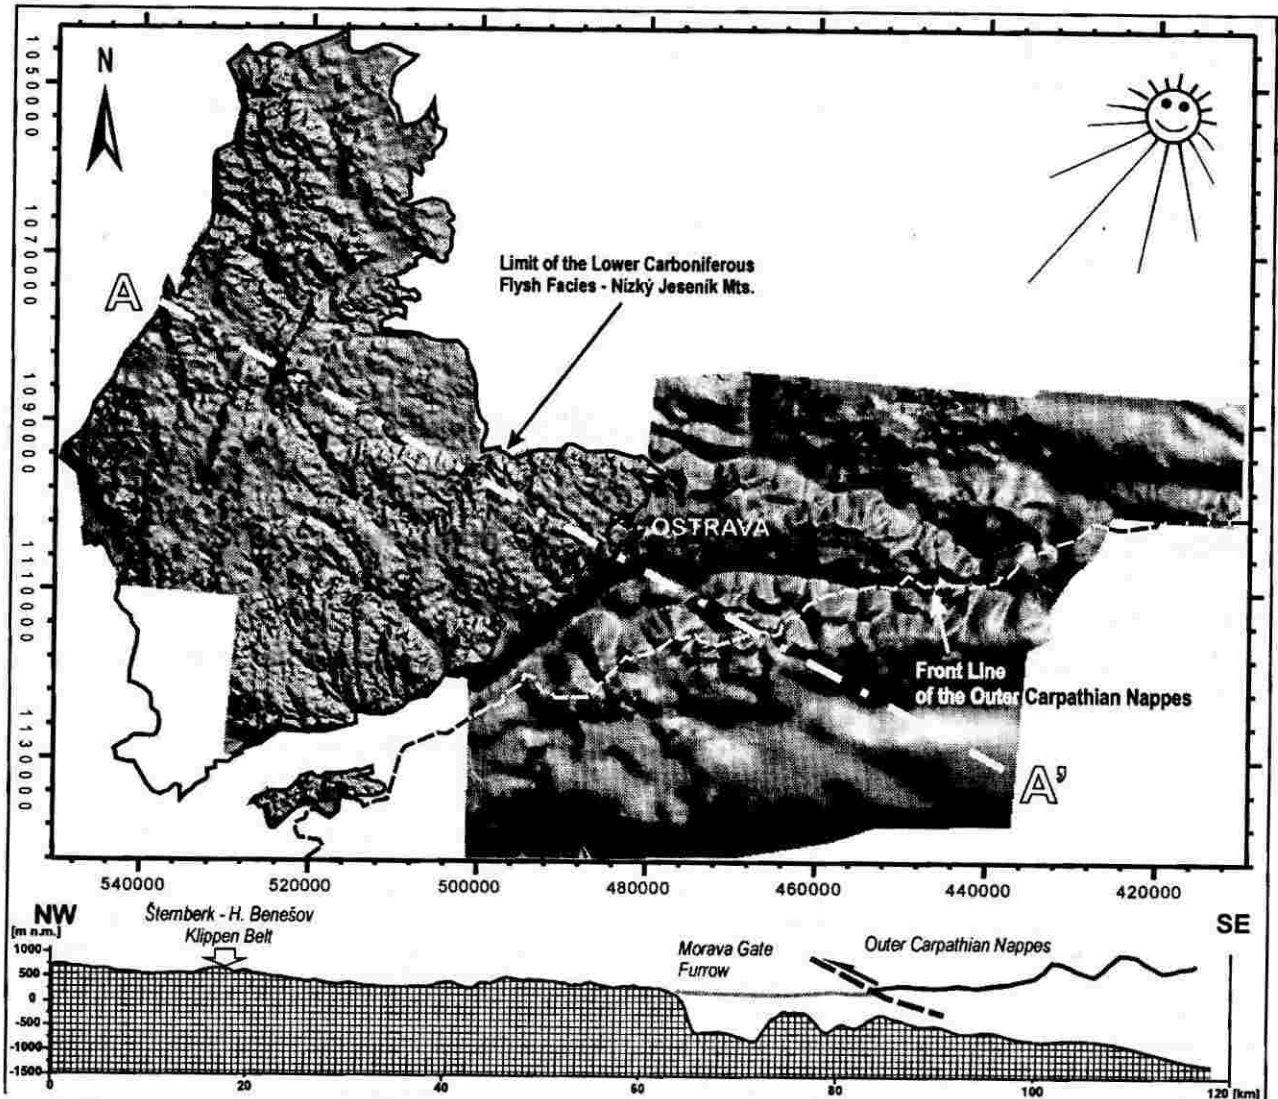 N
1050000
1070000
1090000
1110000
1130000
A
Limit of the Lower Carboniferous
Flysh Facies - Nízký Jeseník Mts.
OSTRAVA
Front Line
of the Outer Carpathian Nappes
A'
540000 520000 500000 480000 460000 440000 420000
NW
SE
[m n.m.]
Šternberk - H. Benešov
Klippen Belt
Morava Gate
Furrow
Outer Carpathian Nappes
1000
500
0
-500
-1000
-1500
0 20 40 60 80 100 120 [km]